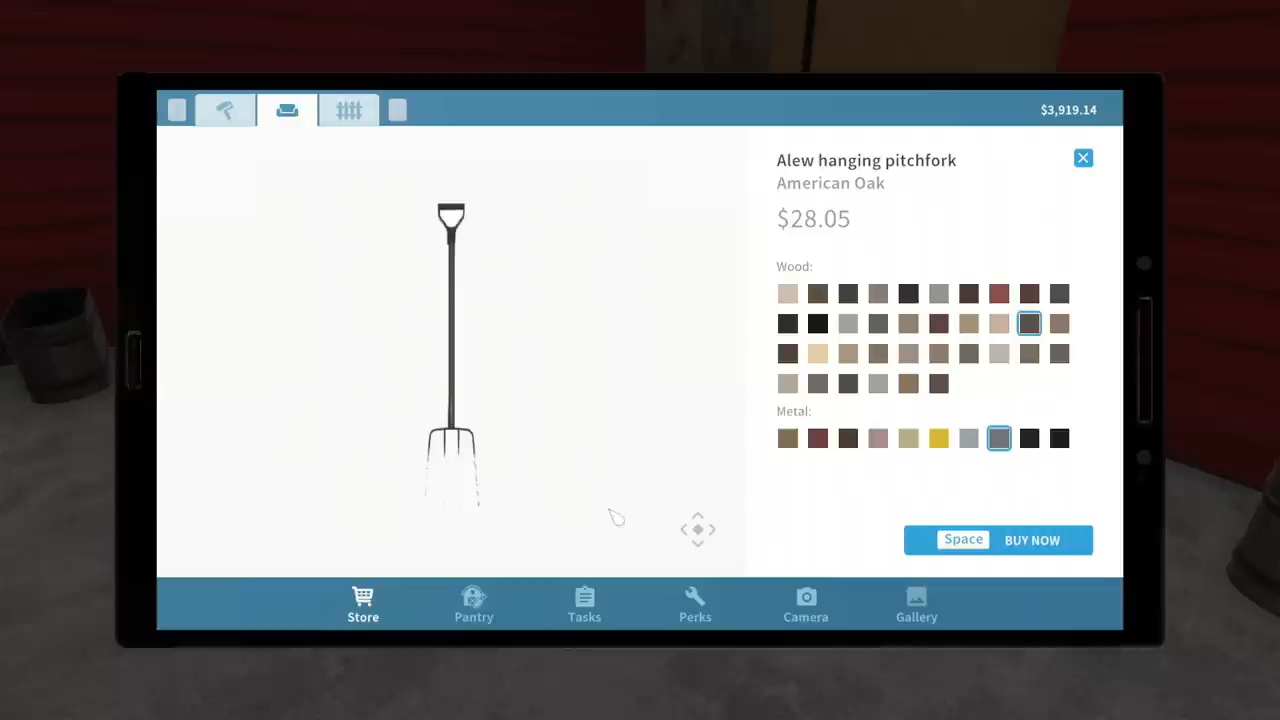 $3,919.14
Alew hanging pitchfork
American Oak
$28.05
Wood:
Metal:
Space BUY NOW
Store Pantry Tasks Perks Camera Gallery